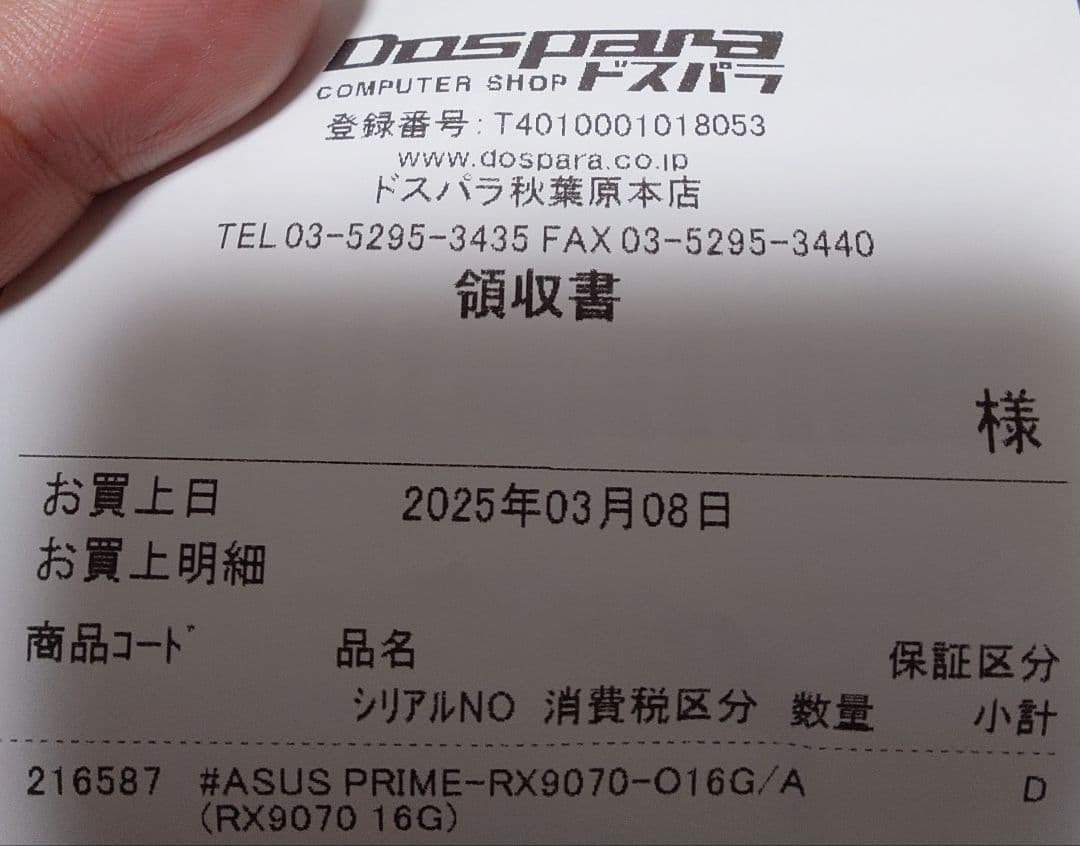 Dospara
COMPUTER SHOP ドスパラ
登録番号:T4010001018053
www.dospara.co.jp
ドスパラ秋葉原本店
TEL 03-5295-3435 FAX 03-5295-3440
領収書
様
お買上日 2025年03月08日
お買上明細
商品コード 品名 保証区分
シリアルNO 消費税区分 数量 小計
216587 #ASUS PRIME-RX9070-O16G/A D
(RX9070 16G)